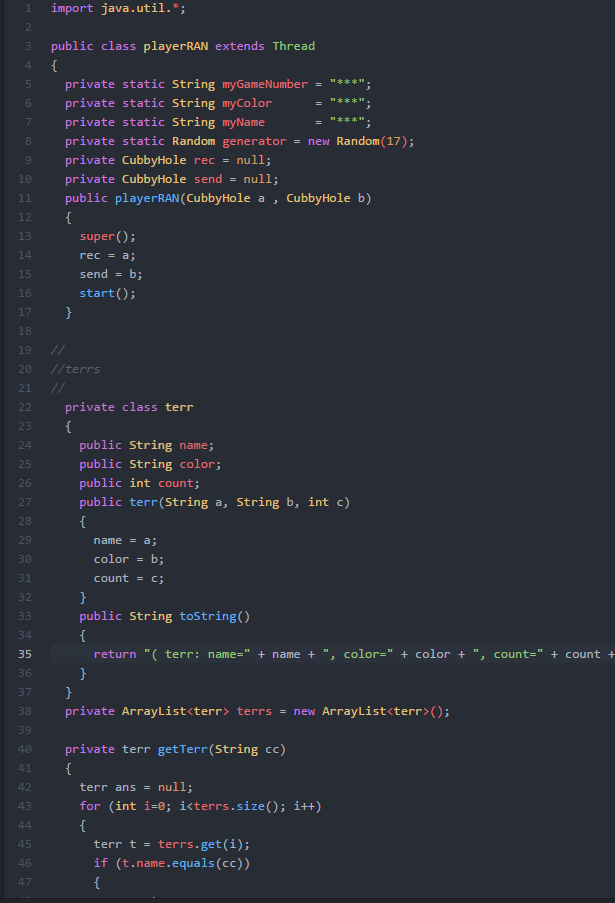 1 import java.util.*;
2
3 public class playerRAN extends Thread
4 {
5   private static String myGameNumber = "***";
6   private static String myColor      = "***";
7   private static String myName       = "***";
8   private static Random generator = new Random(17);
9   private CubbyHole rec = null;
10   private CubbyHole send = null;
11   public playerRAN(CubbyHole a , CubbyHole b)
12   {
13     super();
14     rec = a;
15     send = b;
16     start();
17   }
18
19 //
20 //terrs
21 //
22   private class terr
23   {
24     public String name;
25     public String color;
26     public int count;
27     public terr(String a, String b, int c)
28     {
29       name = a;
30       color = b;
31       count = c;
32     }
33     public String toString()
34     {
35       return "( terr: name=" + name + ", color=" + color + ", count=" + count +
36     }
37   }
38   private ArrayList<terr> terrs = new ArrayList<terr>();
39
40   private terr getTerr(String cc)
41   {
42     terr ans = null;
43     for (int i=0; i<terrs.size(); i++)
44     {
45       terr t = terrs.get(i);
46       if (t.name.equals(cc))
47       {